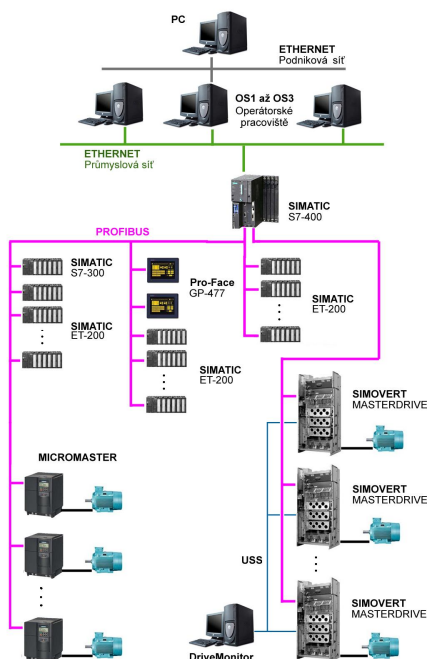 PC
ETHERNET
Podniková síť
OS1 až OS3
Operátorské
pracoviště
ETHERNET
Průmyslová síť
SIMATIC
S7-400
PROFIBUS
SIMATIC
S7-300
Pro-Face
GP-477
SIMATIC
ET-200
SIMATIC
ET-200
SIMATIC
ET-200
SIMOVERT
MASTERDRIVE
MICROMASTER
SIMOVERT
MASTERDRIVE
USS
SIMOVERT
MASTERDRIVE
DriveMonitor